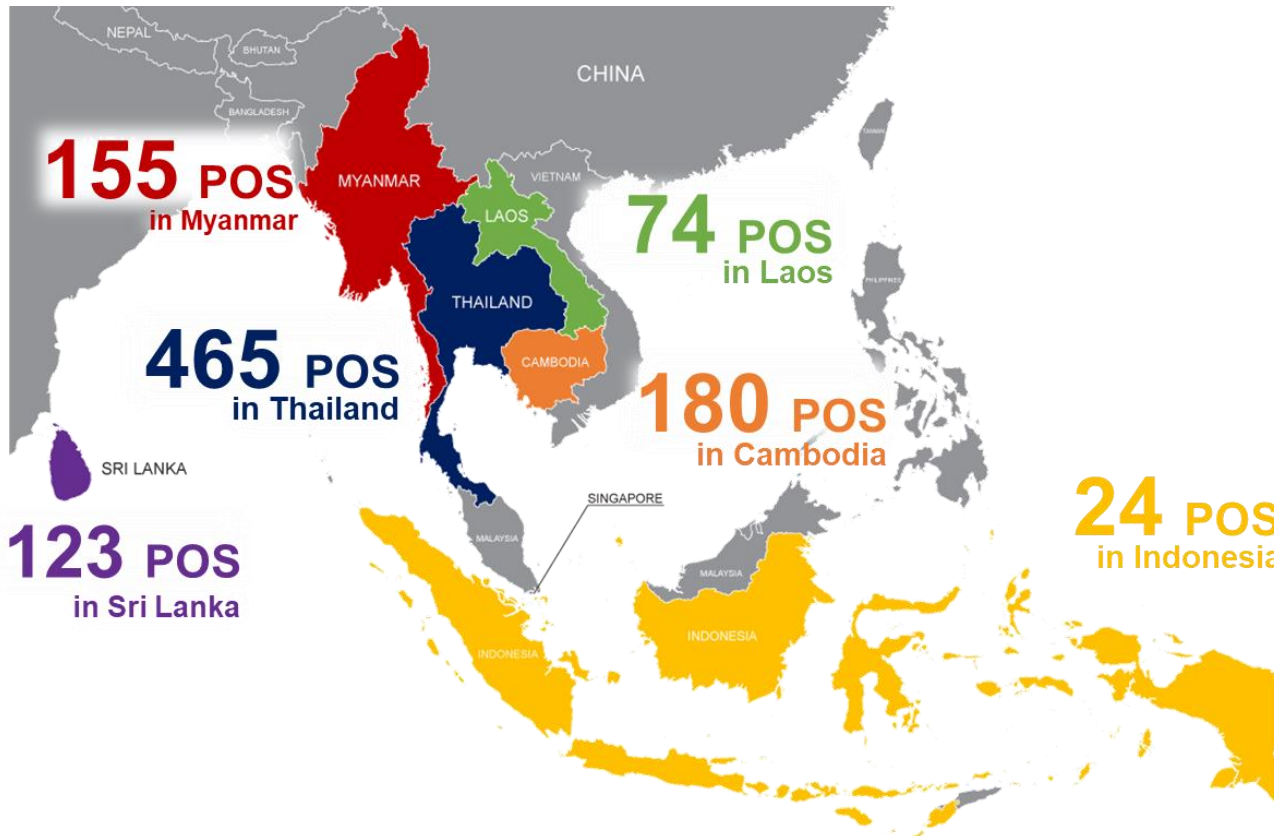 NEPAL
BHUTAN
CHINA
BANGLADESH
TAIWAN
155 POS
in Myanmar
MYANMAR
VIETNAM
LAOS
74 POS
in Laos
PHILIPPINES
THAILAND
465 POS
in Thailand
CAMBODIA
180 POS
in Cambodia
SRI LANKA
SINGAPORE
24 POS
in Indonesia
123 POS
in Sri Lanka
MALAYSIA
MALAYSIA
INDONESIA
INDONESIA